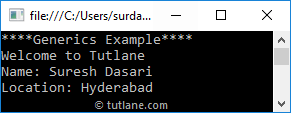 file:///C:/Users/surda...
****Generics Example****
Welcome to Tutlane
Name: Suresh Dasari
Location: Hyderabad
© tutlane.com